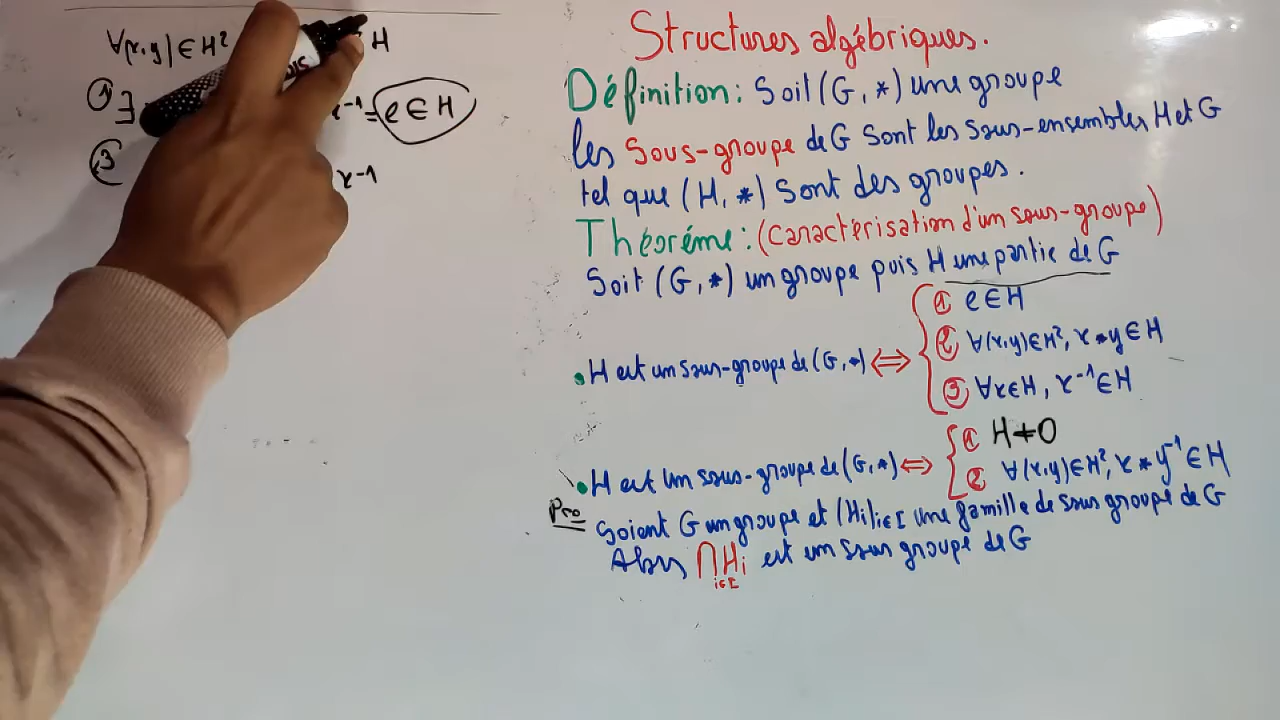 ∀(x,y)∈H² H
① ∃ x⁻¹=e∈H
③ x⁻¹
Structures algébriques.
Définition: Soit (G, *) une groupe
les Sous-groupe de G sont les sous-ensembles H et G
tel que (H, *) sont des groupes.
Théoréme: (caractérisation d'un sous-groupe)
Soit (G, *) un groupe puis H une partie de G
① e∈H
② ∀(x,y)∈H², x*y∈H
• H est un sous-groupe de (G,*) ⇔
③ ∀x∈H, x⁻¹∈H
① H≠O
• H est un sous-groupe de (G,*) ⇔ ② ∀(x,y)∈H², x*y⁻¹∈H
Pro Soient G un groupe et (Hi)i∈I une famille de sous groupe de G
Alors ⋂Hi est un sous groupe de G
i∈I